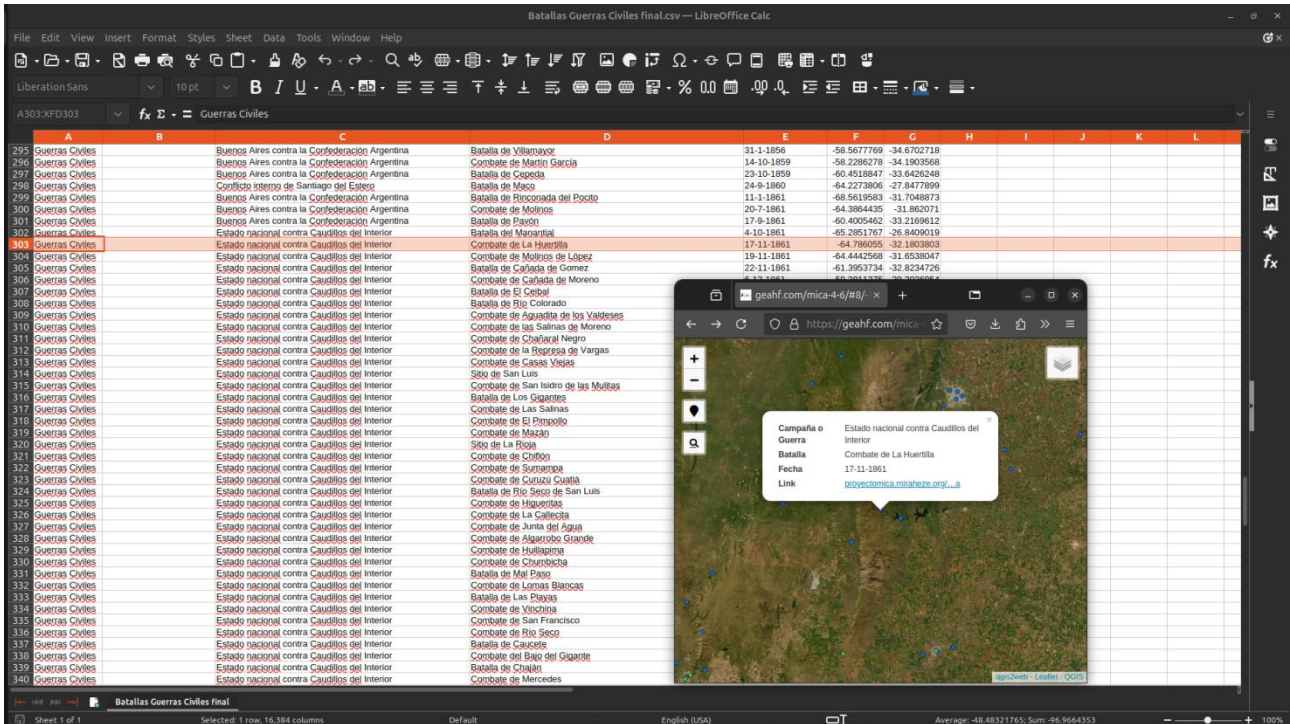 Batallas Guerras Civiles final.csv — LibreOffice Calc
File Edit View Insert Format Styles Sheet Data Tools Window Help
Liberation Sans 10 pt
A303:XFD303 Guerras Civiles
A B C D E F G H I J K L
295 Guerras Civiles Buenos Aires contra la Confederación Argentina Batalla de Villamayor 31-1-1856 -58.5677769 -34.6702718
296 Guerras Civiles Buenos Aires contra la Confederación Argentina Combate de Martín García 14-10-1859 -58.2286278 -34.1903568
297 Guerras Civiles Buenos Aires contra la Confederación Argentina Batalla de Cepeda 23-10-1859 -60.4518847 -33.6426248
298 Guerras Civiles Conflicto interno de Santiago del Estero Batalla de Maco 24-9-1860 -64.2273806 -27.8477899
299 Guerras Civiles Buenos Aires contra la Confederación Argentina Batalla de Rinconada del Pocito 11-1-1861 -68.5619583 -31.7048873
300 Guerras Civiles Buenos Aires contra la Confederación Argentina Combate de Molinos 20-7-1861 -64.3864435 -31.862071
301 Guerras Civiles Buenos Aires contra la Confederación Argentina Batalla de Pavón 17-9-1861 -60.4005462 -33.2169612
302 Guerras Civiles Estado nacional contra Caudillos del Interior Batalla del Manantial 4-10-1861 -65.2851767 -26.8409019
303 Guerras Civiles Estado nacional contra Caudillos del Interior Combate de La Huertilla 17-11-1861 -64.786055 -32.1803803
304 Guerras Civiles Estado nacional contra Caudillos del Interior Combate de Molinos de López 19-11-1861 -64.4442568 -31.6538047
305 Guerras Civiles Estado nacional contra Caudillos del Interior Batalla de Cañada de Gomez 22-11-1861 -61.3953734 -32.8234726
306 Guerras Civiles Estado nacional contra Caudillos del Interior Combate de Cañada de Moreno
307 Guerras Civiles Estado nacional contra Caudillos del Interior Batalla de El Ceibal
308 Guerras Civiles Estado nacional contra Caudillos del Interior Batalla de Río Colorado
309 Guerras Civiles Estado nacional contra Caudillos del Interior Combate de Aguadita de los Valdeses
310 Guerras Civiles Estado nacional contra Caudillos del Interior Combate de las Salinas de Moreno
311 Guerras Civiles Estado nacional contra Caudillos del Interior Combate de Chañaral Negro
312 Guerras Civiles Estado nacional contra Caudillos del Interior Combate de la Represa de Vargas
313 Guerras Civiles Estado nacional contra Caudillos del Interior Combate de Casas Viejas
314 Guerras Civiles Estado nacional contra Caudillos del Interior Sitio de San Luis
315 Guerras Civiles Estado nacional contra Caudillos del Interior Combate de San Isidro de las Mulitas
316 Guerras Civiles Estado nacional contra Caudillos del Interior Batalla de Los Gigantes
317 Guerras Civiles Estado nacional contra Caudillos del Interior Combate de Las Salinas
318 Guerras Civiles Estado nacional contra Caudillos del Interior Combate de El Pimpollo
319 Guerras Civiles Estado nacional contra Caudillos del Interior Combate de Mazán
320 Guerras Civiles Estado nacional contra Caudillos del Interior Sitio de La Rioja
321 Guerras Civiles Estado nacional contra Caudillos del Interior Combate de Chiflón
322 Guerras Civiles Estado nacional contra Caudillos del Interior Combate de Sumampa
323 Guerras Civiles Estado nacional contra Caudillos del Interior Combate de Curuzú Cuatiá
324 Guerras Civiles Estado nacional contra Caudillos del Interior Batalla de Río Seco de San Luis
325 Guerras Civiles Estado nacional contra Caudillos del Interior Combate de Higueritas
326 Guerras Civiles Estado nacional contra Caudillos del Interior Combate de La Callecita
327 Guerras Civiles Estado nacional contra Caudillos del Interior Combate de Junta del Agua
328 Guerras Civiles Estado nacional contra Caudillos del Interior Combate de Algarrobo Grande
329 Guerras Civiles Estado nacional contra Caudillos del Interior Combate de Huillapima
330 Guerras Civiles Estado nacional contra Caudillos del Interior Combate de Chumbicha
331 Guerras Civiles Estado nacional contra Caudillos del Interior Batalla de Mal Paso
332 Guerras Civiles Estado nacional contra Caudillos del Interior Combate de Lomas Blancas
333 Guerras Civiles Estado nacional contra Caudillos del Interior Batalla de Las Playas
334 Guerras Civiles Estado nacional contra Caudillos del Interior Combate de Vinchina
335 Guerras Civiles Estado nacional contra Caudillos del Interior Combate de San Francisco
336 Guerras Civiles Estado nacional contra Caudillos del Interior Combate de Río Seco
337 Guerras Civiles Estado nacional contra Caudillos del Interior Batalla de Caucete
338 Guerras Civiles Estado nacional contra Caudillos del Interior Combate del Bajo del Gigante
339 Guerras Civiles Estado nacional contra Caudillos del Interior Batalla de Chaján
340 Guerras Civiles Estado nacional contra Caudillos del Interior Combate de Mercedes
geahf.com/mica-4-6/#8/-
https://geahf.com/mica-
Campaña o Guerra Estado nacional contra Caudillos del Interior
Batalla Combate de La Huertilla
Fecha 17-11-1861
Link proyectomica.miraheze.org/…a
qgis2web · Leaflet · QGIS
Batallas Guerras Civiles final
Sheet 1 of 1 Selected: 1 row, 16,384 columns Default English (USA) Average: -48.48321765; Sum: -96.9664353 100%